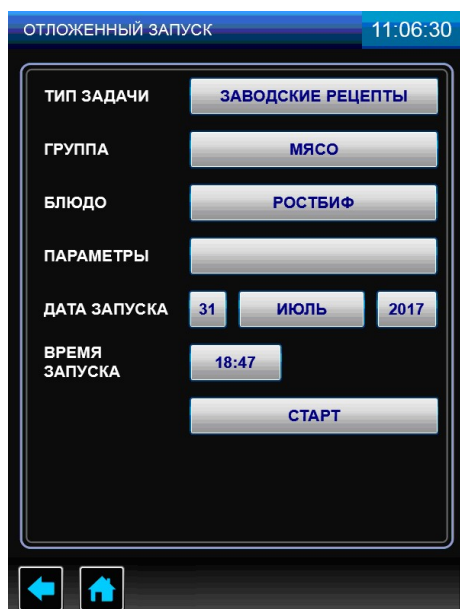 ОТЛОЖЕННЫЙ ЗАПУСК 11:06:30
ТИП ЗАДАЧИ ЗАВОДСКИЕ РЕЦЕПТЫ
ГРУППА МЯСО
БЛЮДО РОСТБИФ
ПАРАМЕТРЫ
ДАТА ЗАПУСКА 31 ИЮЛЬ 2017
ВРЕМЯ
ЗАПУСКА 18:47
СТАРТ